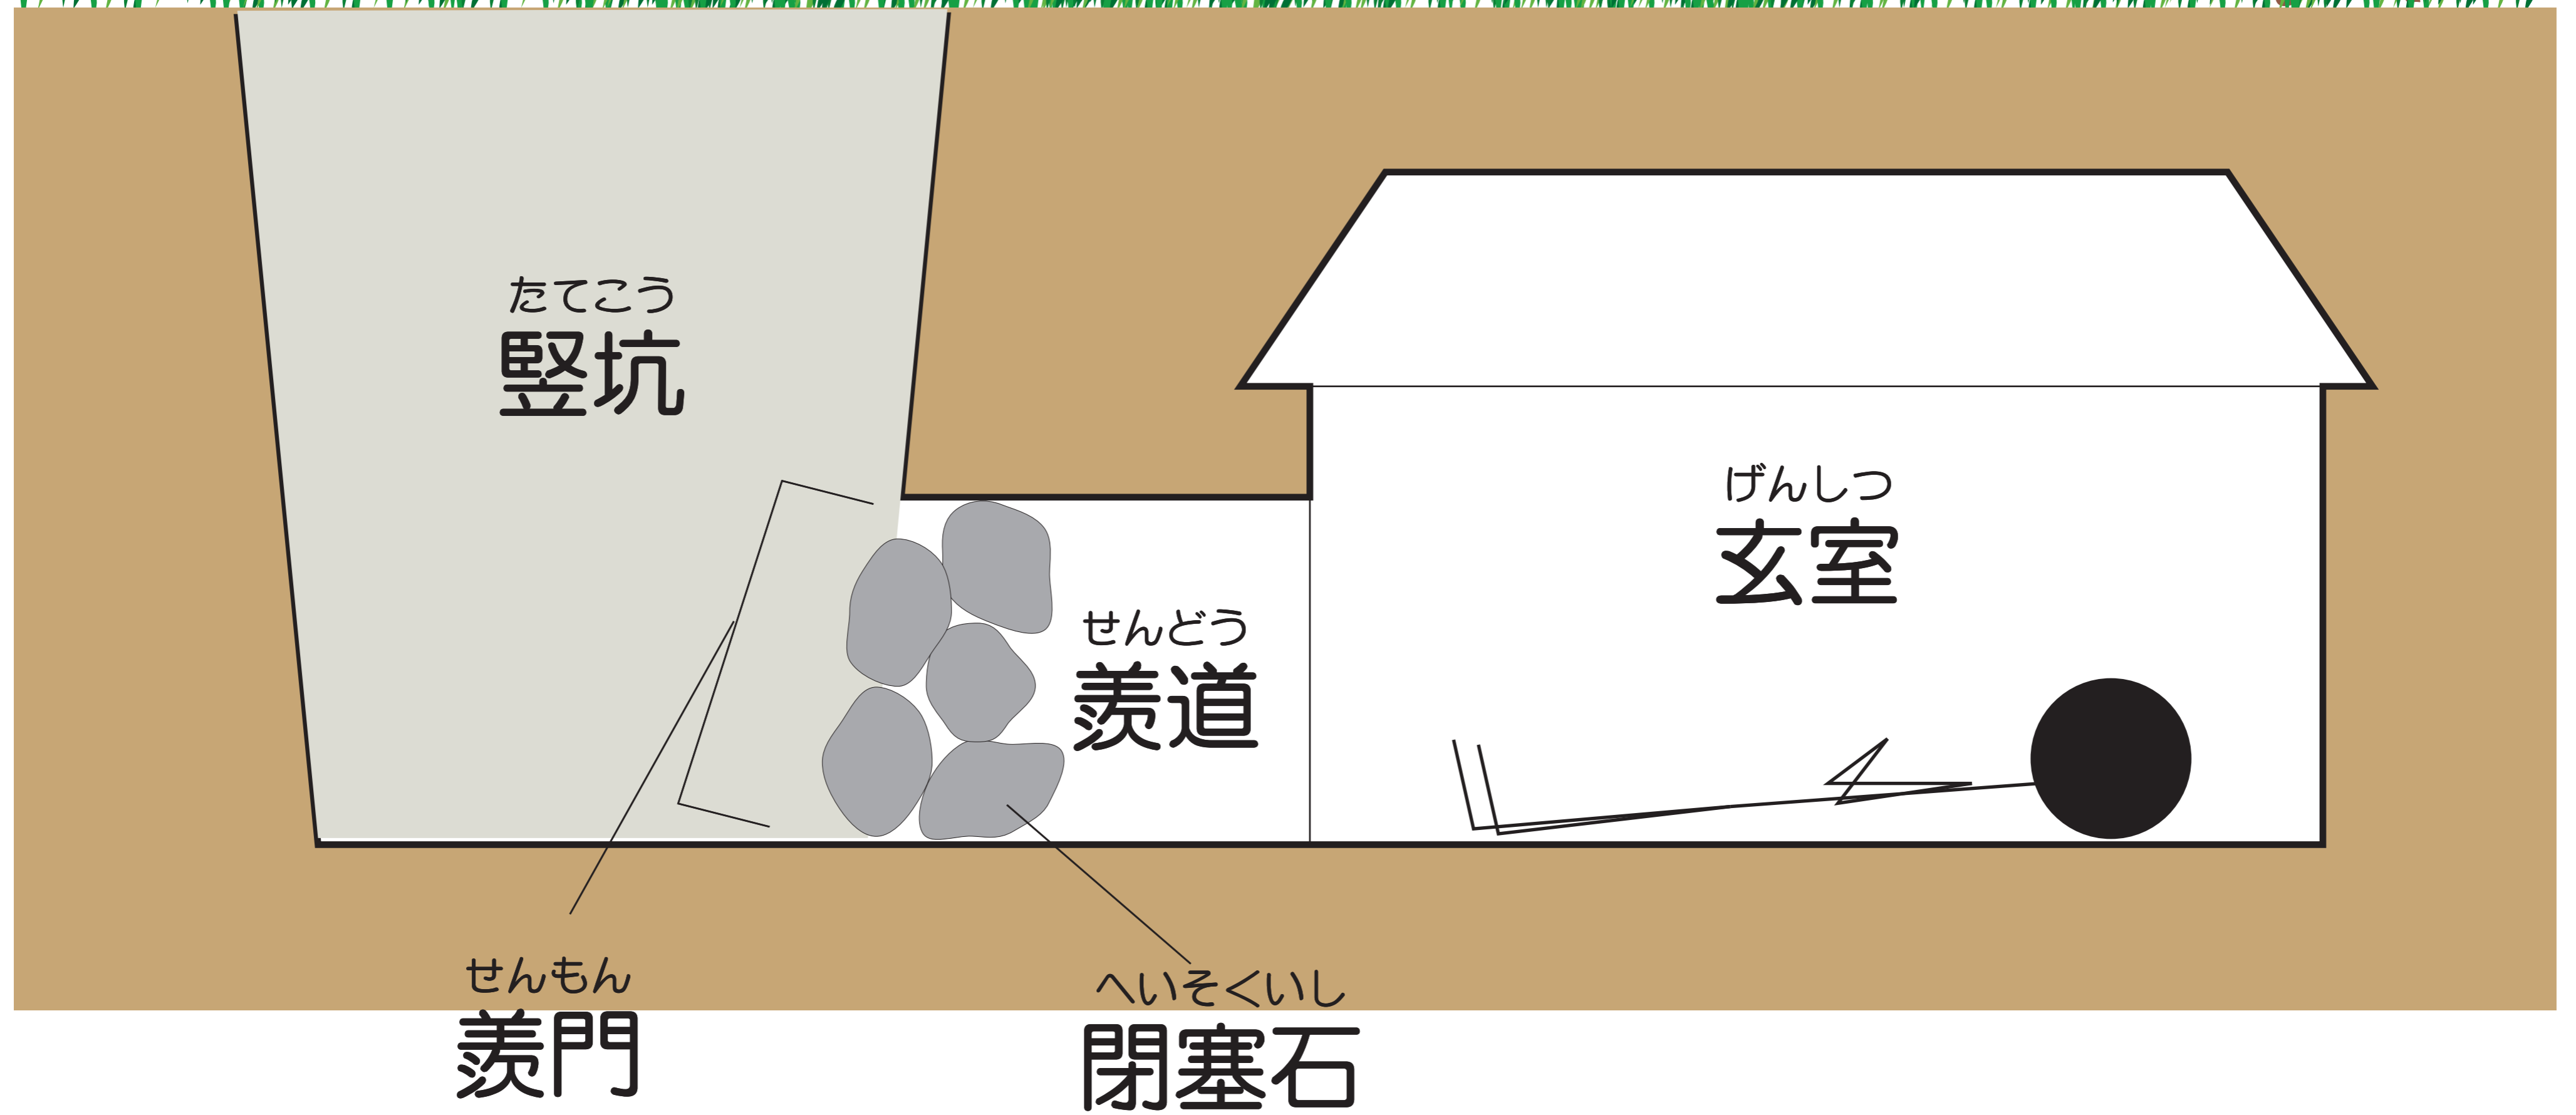 たてこう
竪坑
げんしつ
玄室
せんどう
羨道
せんもん
羨門
へいそくいし
閉塞石